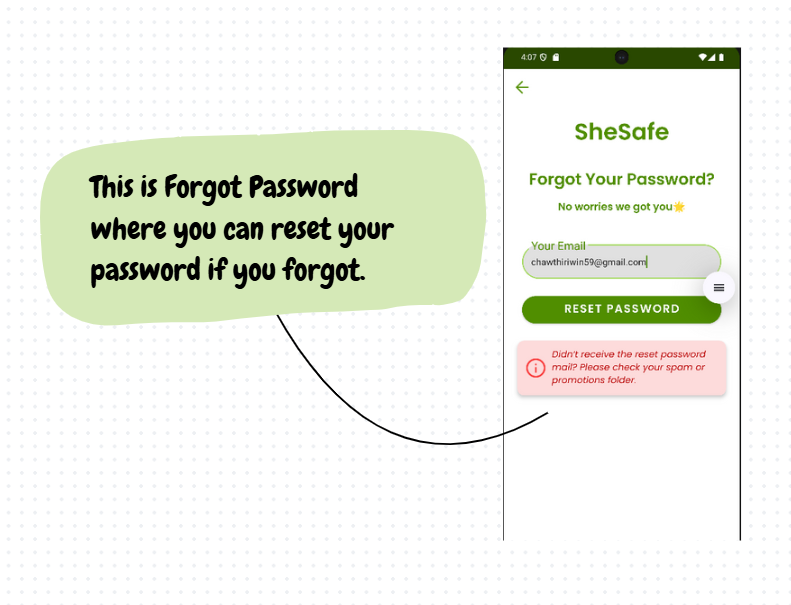 This is Forgot Password
where you can reset your
password if you forgot.
4:07
SheSafe
Forgot Your Password?
No worries we got you🌟
Your Email
chawthiriwin59@gmail.com
RESET PASSWORD
Didn't receive the reset password
mail? Please check your spam or
promotions folder.